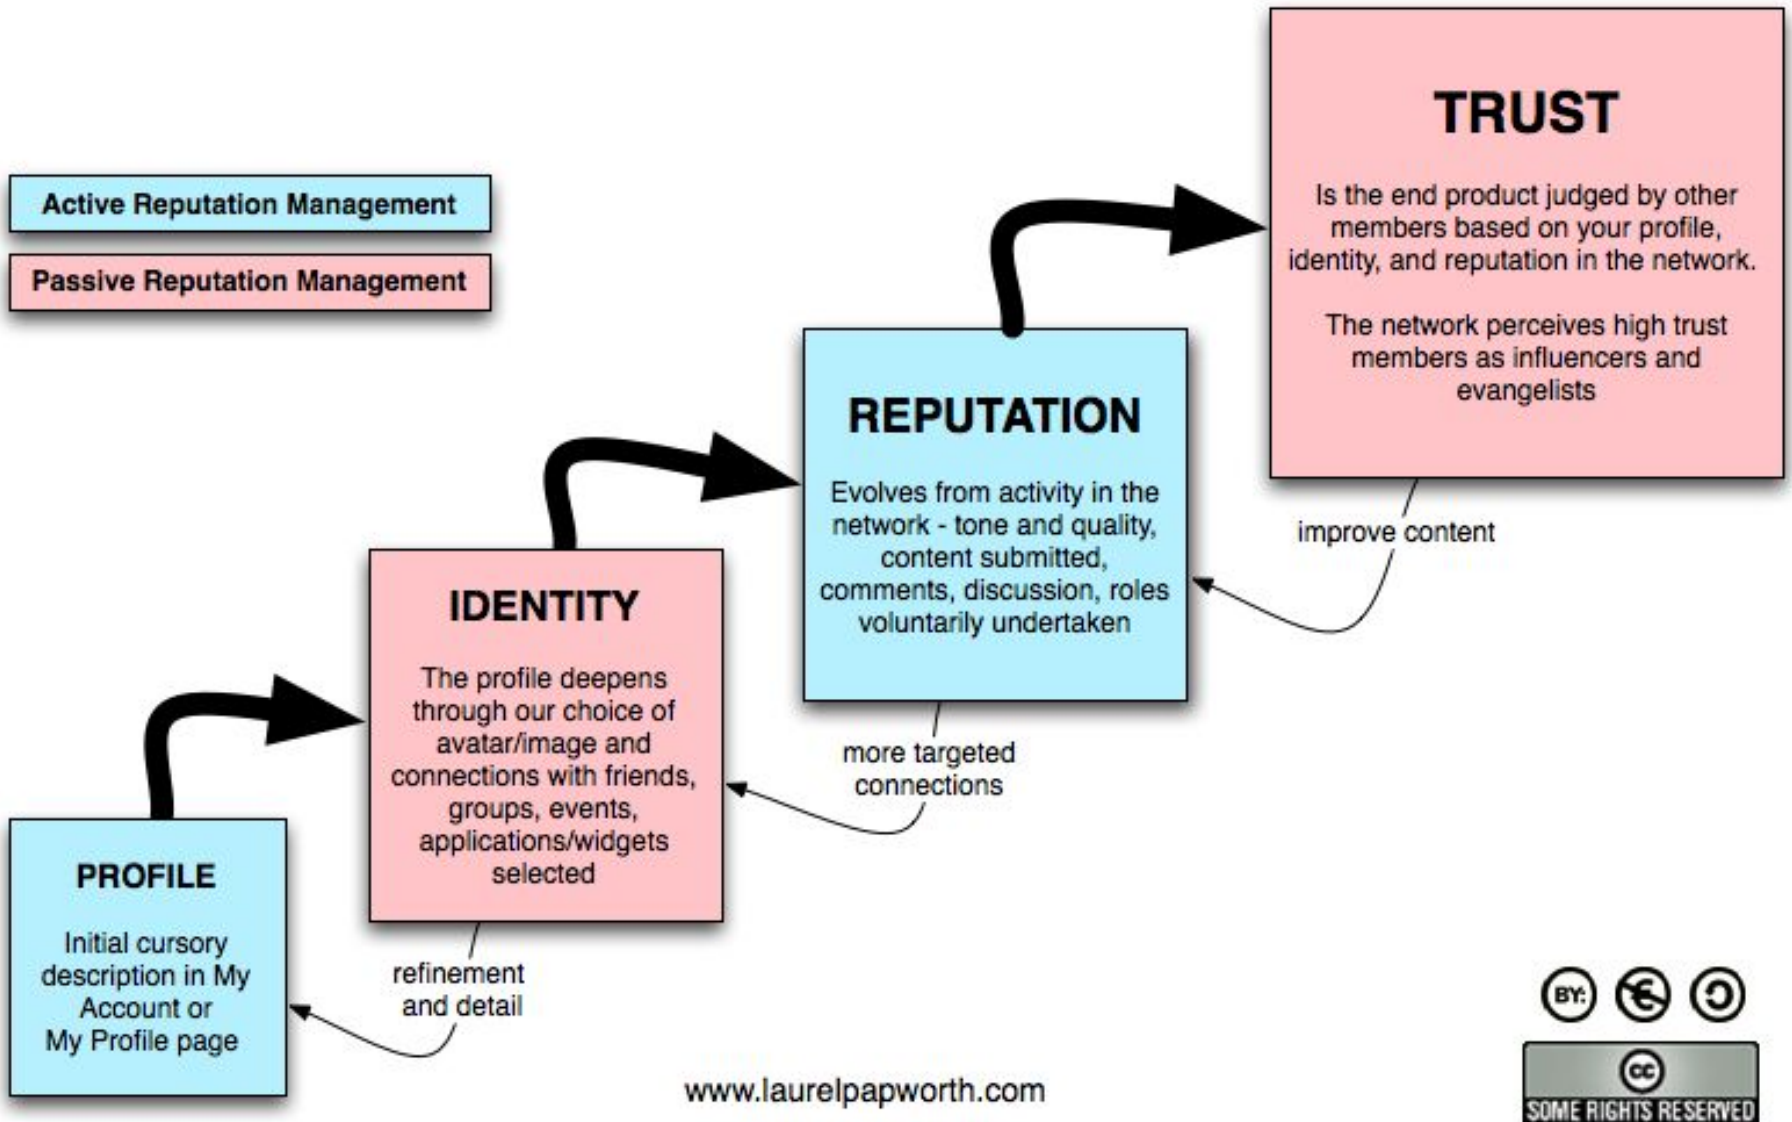 Active Reputation Management
Passive Reputation Management
TRUST
Is the end product judged by other
members based on your profile,
identity, and reputation in the network.
The network perceives high trust
members as influencers and
evangelists
improve content
REPUTATION
Evolves from activity in the
network - tone and quality,
content submitted,
comments, discussion, roles
voluntarily undertaken
more targeted
connections
IDENTITY
The profile deepens
through our choice of
avatar/image and
connections with friends,
groups, events,
applications/widgets
selected
refinement
and detail
PROFILE
Initial cursory
description in My
Account or
My Profile page
www.laurelpapworth.com
BY:
cc
SOME RIGHTS RESERVED